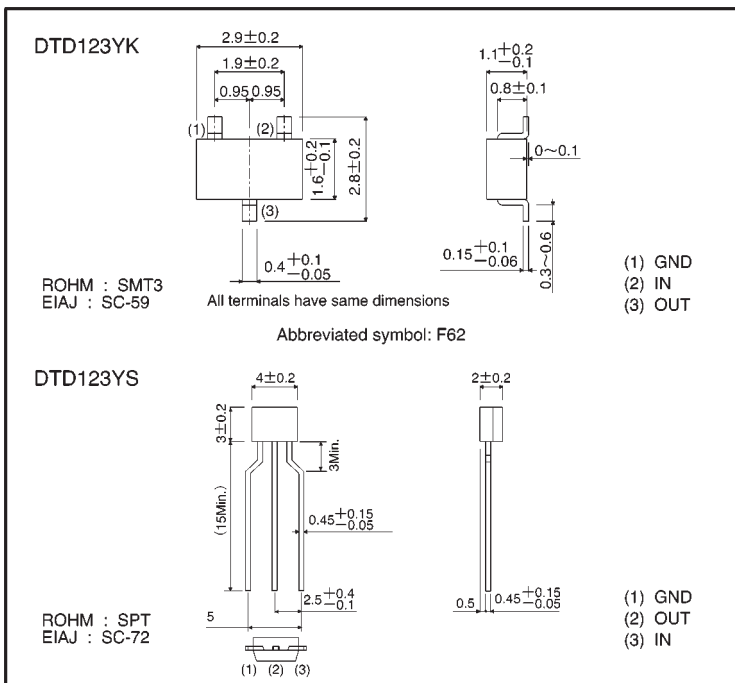 DTD123YK
2.9±0.2
1.9±0.2
0.95 0.95
(1)
(2)
(3)
1.6+0.2−0.1
2.8±0.2
0.4+0.1−0.05
1.1+0.2−0.1
0.8±0.1
0~0.1
0.15+0.1−0.06
0.3~0.6
ROHM : SMT3
EIAJ : SC-59
All terminals have same dimensions
(1) GND
(2) IN
(3) OUT
Abbreviated symbol: F62
DTD123YS
4±0.2
2±0.2
3±0.2
3Min.
(15Min.)
0.45+0.15−0.05
2.5+0.4−0.1
5
0.5
0.45+0.15−0.05
ROHM : SPT
EIAJ : SC-72
(1) (2) (3)
(1) GND
(2) OUT
(3) IN